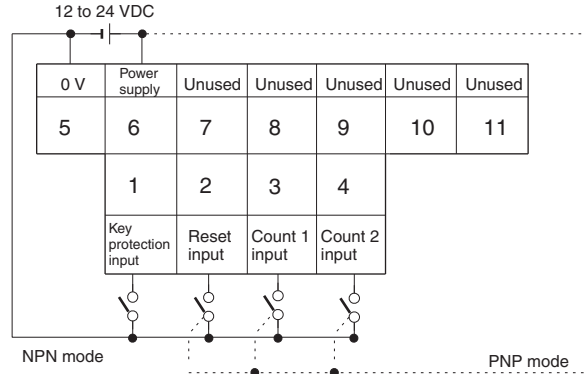 12 to 24 VDC
0 V
Power
supply
Unused
Unused
Unused
Unused
Unused
5
6
7
8
9
10
11
1
2
3
4
Key
protection
input
Reset
input
Count 1
input
Count 2
input
NPN mode
PNP mode